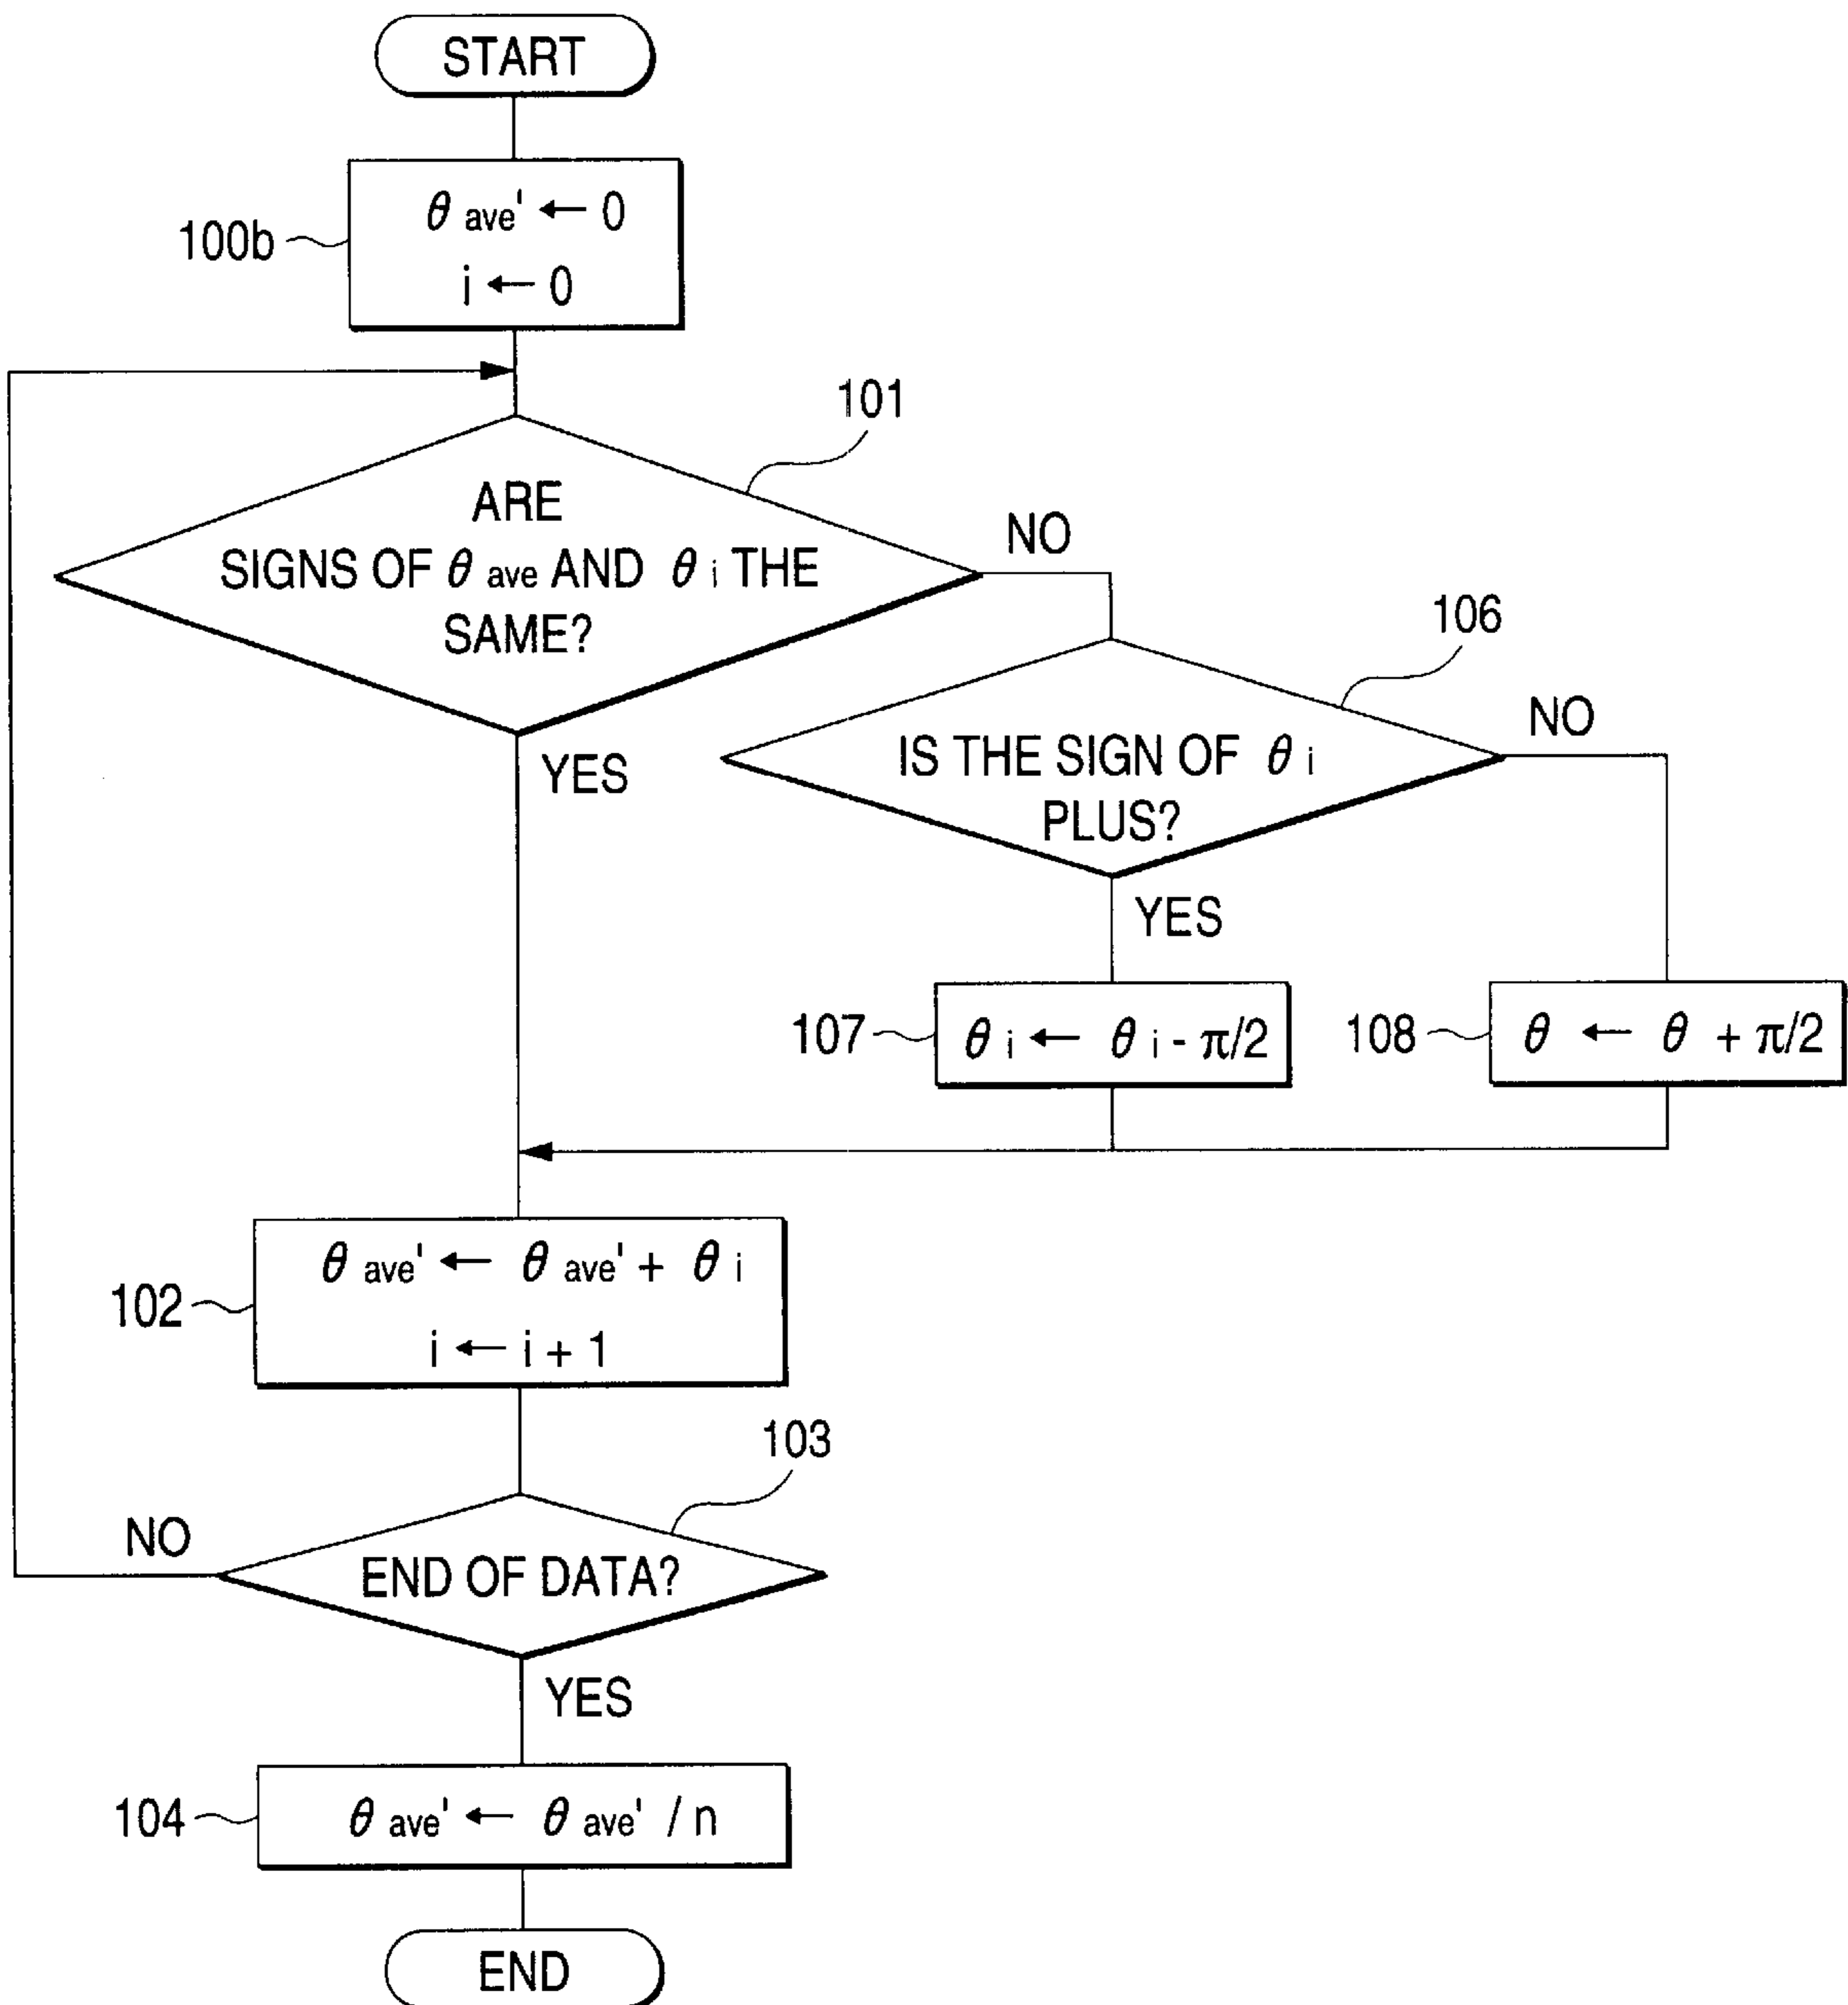 START
100b
θ ave' ← 0
i ← 0
101
ARE
SIGNS OF θ ave AND θ i THE
SAME?
NO
YES
106
IS THE SIGN OF θ i
PLUS?
NO
YES
107
θ i ← θ i - π/2
108
θ ← θ + π/2
102
θ ave' ← θ ave' + θ i
i ← i + 1
103
END OF DATA?
NO
YES
104
θ ave' ← θ ave' / n
END